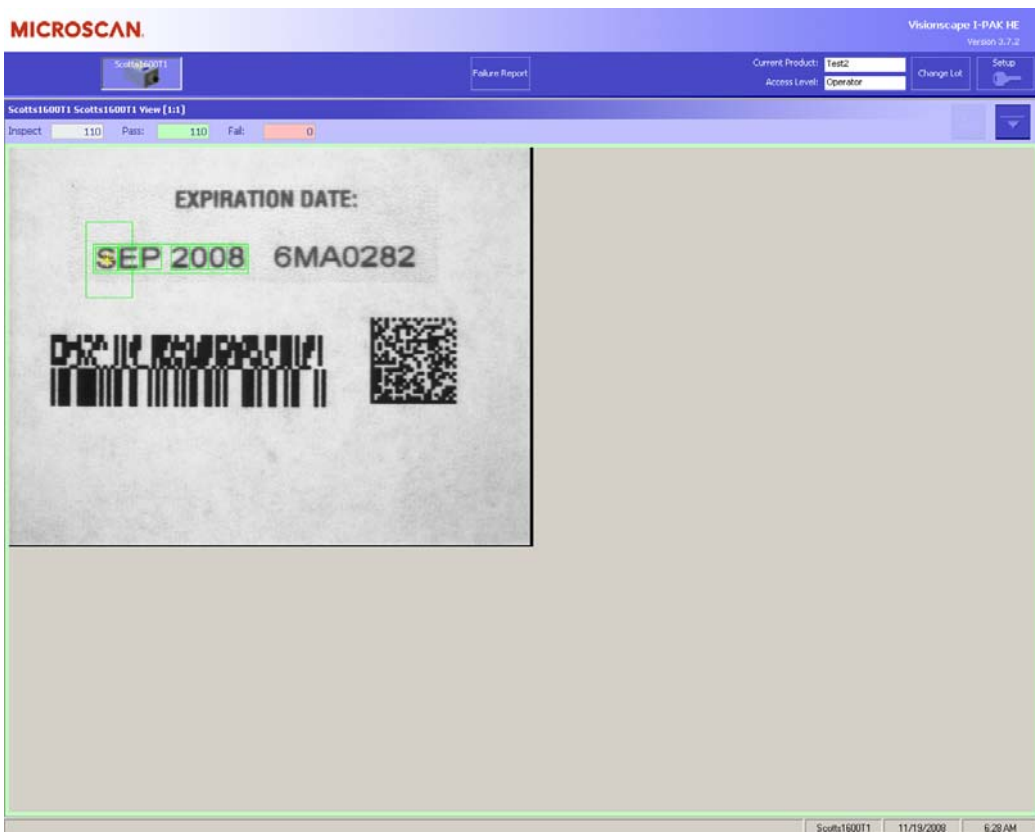 MICROSCAN.
Visionscape I-PAK HE
Version 3.7.2
Scotts1600T1
Failure Report
Current Product: Test2
Access Level: Operator
Change Lot
Setup
Scotts1600T1 Scotts1600T1 View [1:1]
Inspect 110 Pass: 110 Fail: 0
EXPIRATION DATE:
SEP 2008 6MA0282
Scotts1600T1 11/19/2008 6:28 AM